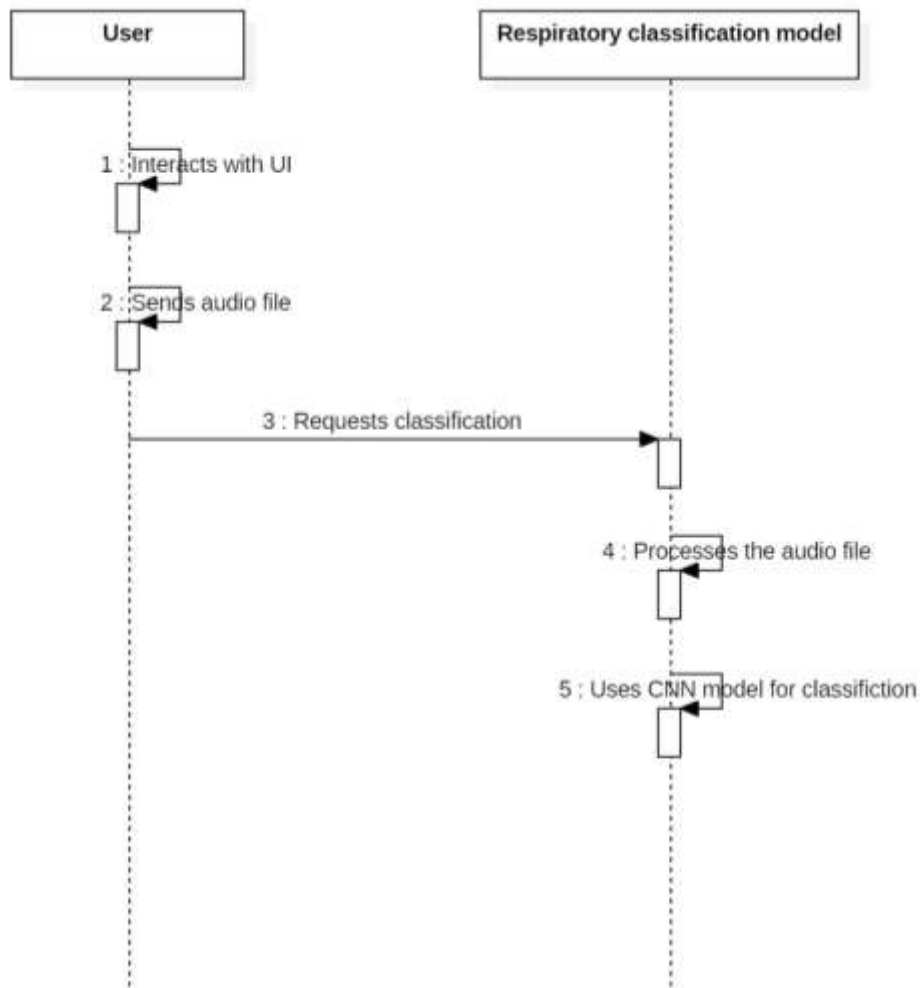 User
Respiratory classification model
1 : Interacts with UI
2 : Sends audio file
3 : Requests classification
4 : Processes the audio file
5 : Uses CNN model for classifiction